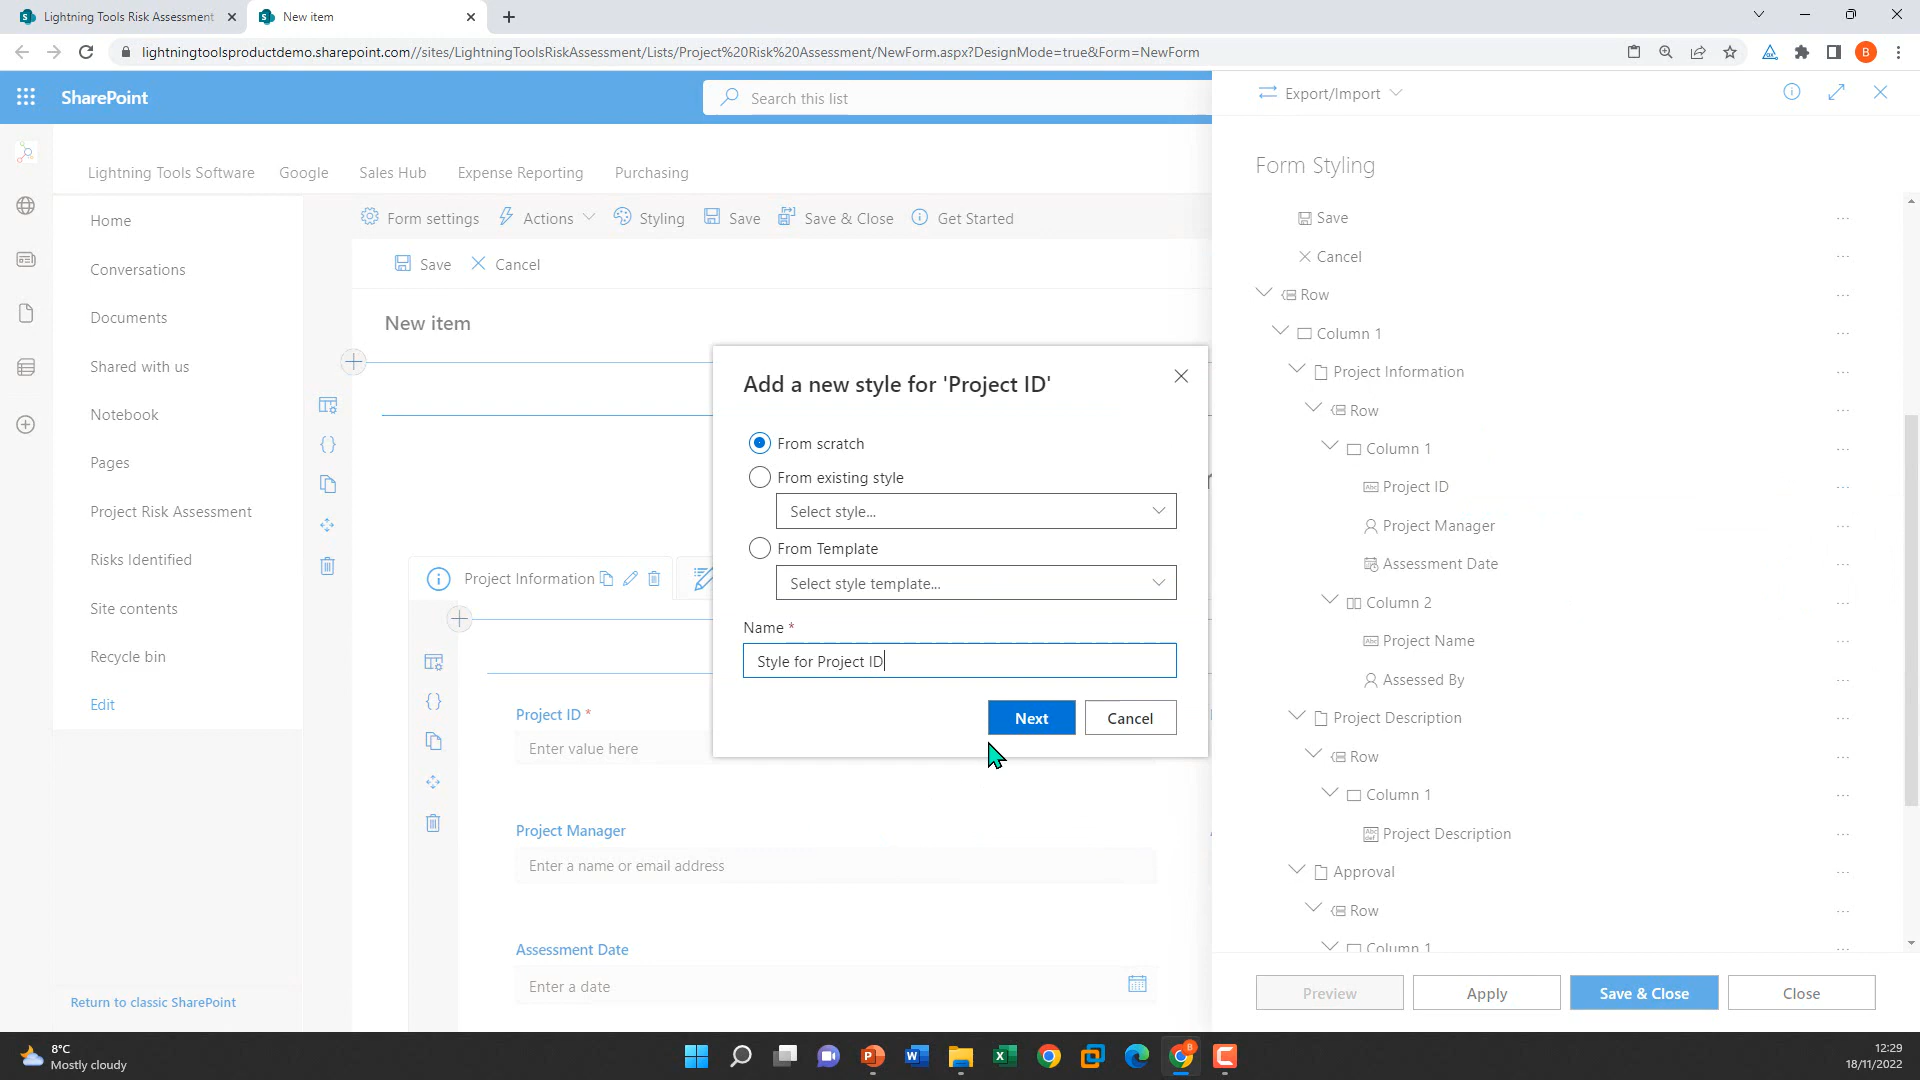 Lightning Tools Risk Assessment
New item
lightningtoolsproductdemo.sharepoint.com//sites/LightningToolsRiskAssessment/Lists/Project%20Risk%20Assessment/NewForm.aspx?DesignMode=true&Form=NewForm
B
SharePoint
Search this list
Export/Import
Lightning Tools Software
Google
Sales Hub
Expense Reporting
Purchasing
Form Styling
Home
Conversations
Documents
Shared with us
Notebook
Pages
Project Risk Assessment
Risks Identified
Site contents
Recycle bin
Edit
Return to classic SharePoint
Form settings
Actions
Styling
Save
Save & Close
Get Started
Save
Cancel
New item
Project Information
Project ID *
Enter value here
Project Manager
Enter a name or email address
Assessment Date
Enter a date
Add a new style for 'Project ID'
From scratch
From existing style
Select style...
From Template
Select style template...
Name *
Style for Project ID
Next
Cancel
Save
Cancel
Row
Column 1
Project Information
Row
Column 1
Project ID
Project Manager
Assessment Date
Column 2
Project Name
Assessed By
Project Description
Row
Column 1
Project Description
Approval
Row
Column 1
Preview
Apply
Save & Close
Close
8°C
Mostly cloudy
12:29
18/11/2022